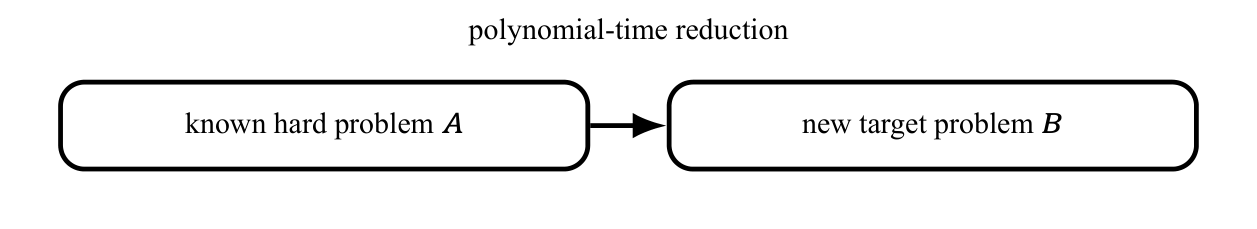 polynomial-time reduction
known hard problem A
new target problem B